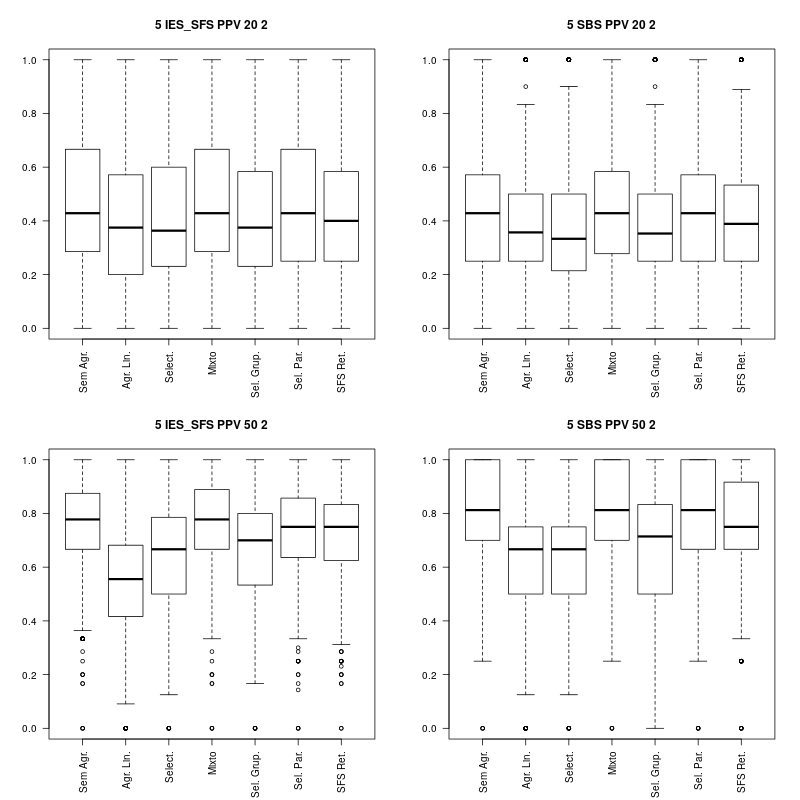 5 IES_SFS PPV 20 2
1.0
0.8
0.6
0.4
0.2
0.0
Sem Agr.
Agr. Lin.
Select.
Mixto
Sel. Grup.
Sel. Par.
SFS Ret.
5 SBS PPV 20 2
1.0
0.8
0.6
0.4
0.2
0.0
Sem Agr.
Agr. Lin.
Select.
Mixto
Sel. Grup.
Sel. Par.
SFS Ret.
5 IES_SFS PPV 50 2
1.0
0.8
0.6
0.4
0.2
0.0
Sem Agr.
Agr. Lin.
Select.
Mixto
Sel. Grup.
Sel. Par.
SFS Ret.
5 SBS PPV 50 2
1.0
0.8
0.6
0.4
0.2
0.0
Sem Agr.
Agr. Lin.
Select.
Mixto
Sel. Grup.
Sel. Par.
SFS Ret.